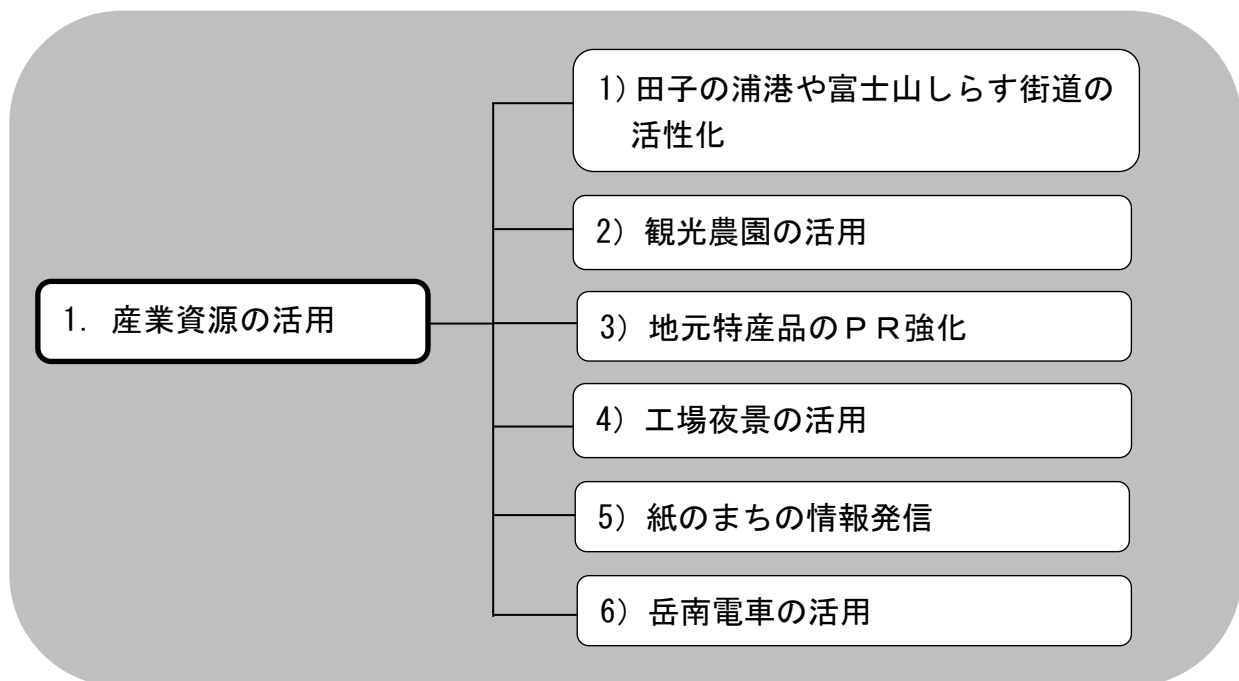 1. 産業資源の活用
1) 田子の浦港や富士山しらす街道の
活性化
2) 観光農園の活用
3) 地元特産品のＰＲ強化
4) 工場夜景の活用
5) 紙のまちの情報発信
6) 岳南電車の活用